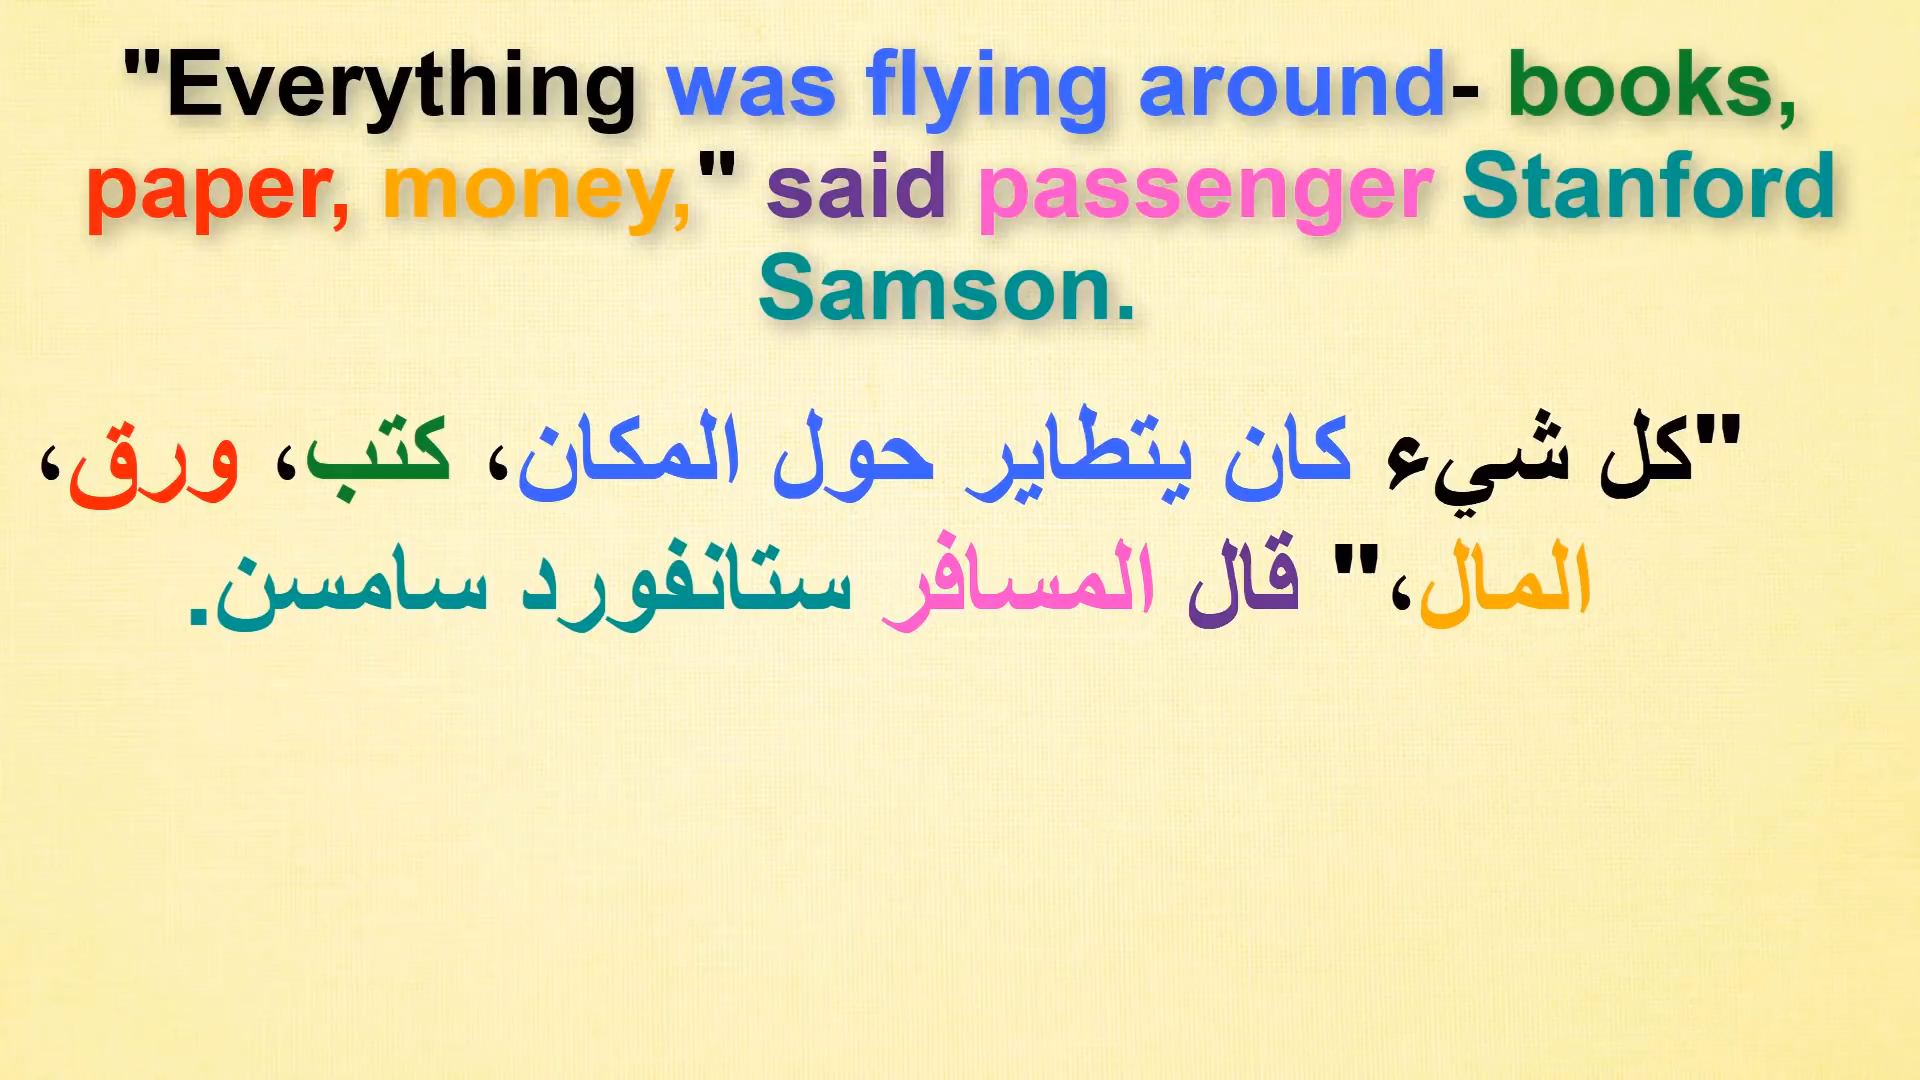 "Everything was flying around- books,
paper, money," said passenger Stanford
Samson.
"كل شيء كان يتطاير حول المكان، كتب، ورق،
المال،" قال المسافر ستانفورد سامسن.